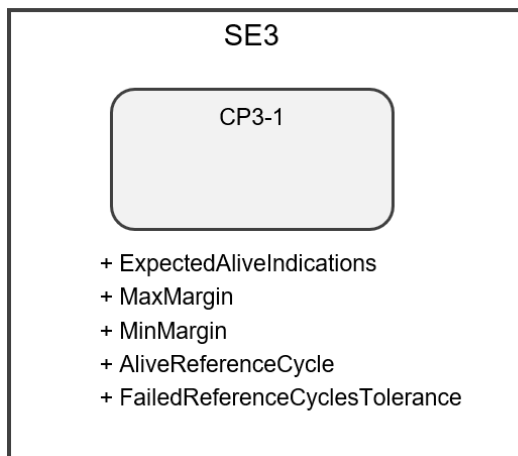 SE3
CP3-1
+ ExpectedAliveIndications
+ MaxMargin
+ MinMargin
+ AliveReferenceCycle
+ FailedReferenceCyclesTolerance